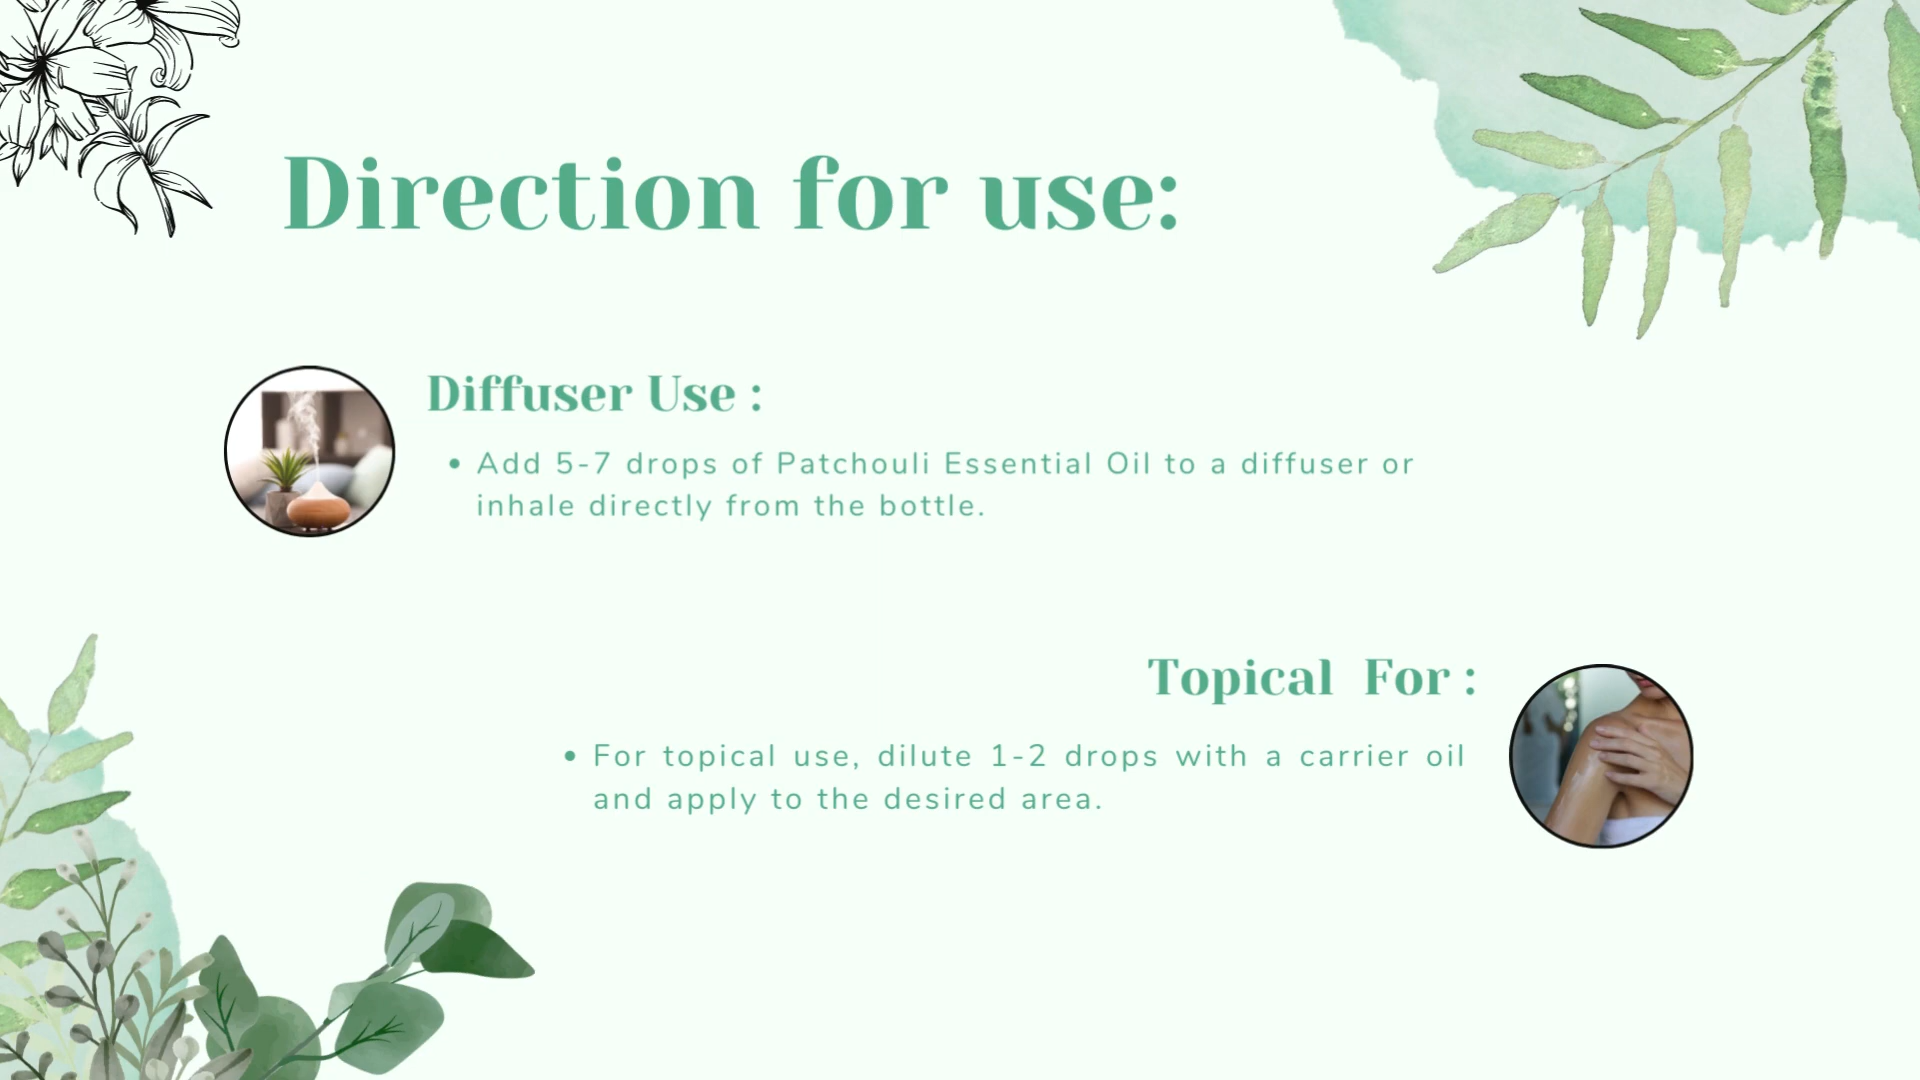 Direction for use:
Diffuser Use :
• Add 5-7 drops of Patchouli Essential Oil to a diffuser or
inhale directly from the bottle.
Topical For :
• For topical use, dilute 1-2 drops with a carrier oil
and apply to the desired area.